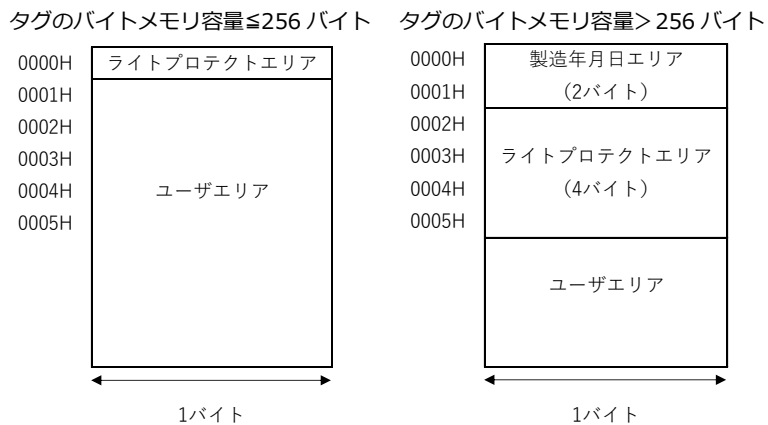 タグのバイトメモリ容量≦256 バイト
0000H
ライトプロテクトエリア
0001H
0002H
0003H
0004H
ユーザエリア
0005H
1バイト
タグのバイトメモリ容量＞256 バイト
0000H
製造年月日エリア
0001H
（2バイト）
0002H
0003H
ライトプロテクトエリア
0004H
（4バイト）
0005H
ユーザエリア
1バイト